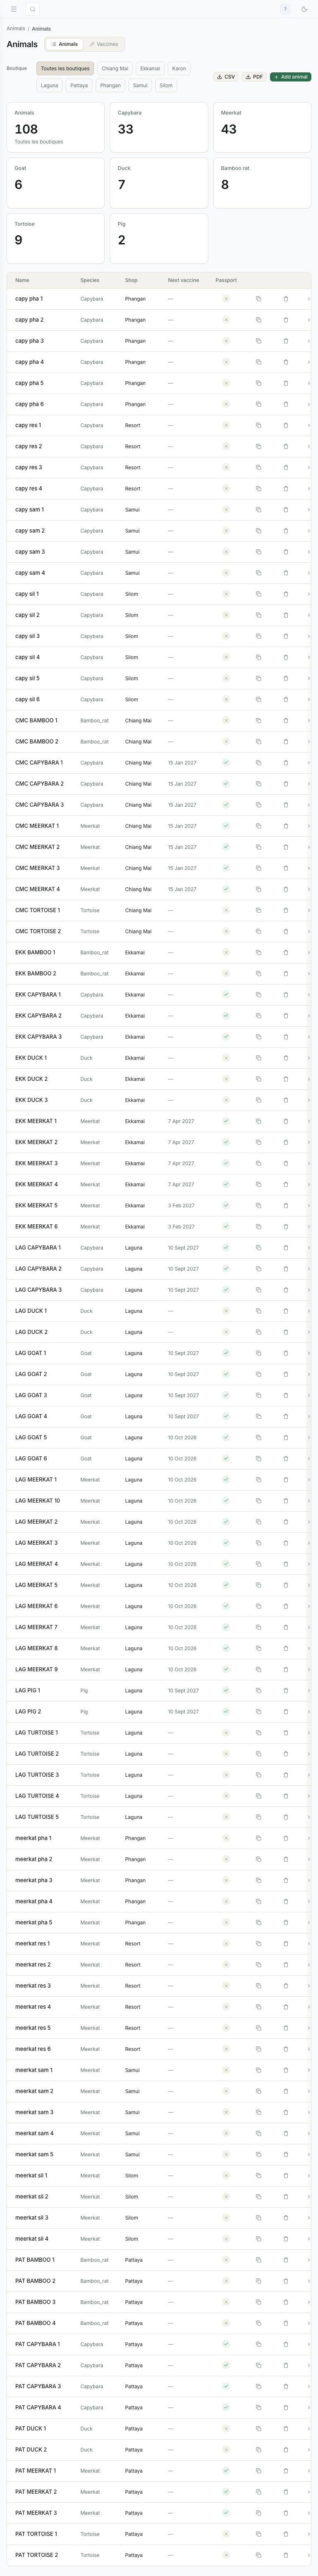 T
Animals / Animals
Animals Animals Vaccines
Boutique Toutes les boutiques Chiang Mai Ekkamai Karon
Laguna Pattaya Phangan Samui Silom
CSV PDF + Add animal
Animals Capybara Meerkat
108 33 43
Toutes les boutiques
Goat Duck Bamboo rat
6 7 8
Tortoise Pig
9 2
Name Species Shop Next vaccine Passport
capy pha 1 Capybara Phangan —
capy pha 2 Capybara Phangan —
capy pha 3 Capybara Phangan —
capy pha 4 Capybara Phangan —
capy pha 5 Capybara Phangan —
capy pha 6 Capybara Phangan —
capy res 1 Capybara Resort —
capy res 2 Capybara Resort —
capy res 3 Capybara Resort —
capy res 4 Capybara Resort —
capy sam 1 Capybara Samui —
capy sam 2 Capybara Samui —
capy sam 3 Capybara Samui —
capy sam 4 Capybara Samui —
capy sil 1 Capybara Silom —
capy sil 2 Capybara Silom —
capy sil 3 Capybara Silom —
capy sil 4 Capybara Silom —
capy sil 5 Capybara Silom —
capy sil 6 Capybara Silom —
CMC BAMBOO 1 Bamboo_rat Chiang Mai —
CMC BAMBOO 2 Bamboo_rat Chiang Mai —
CMC CAPYBARA 1 Capybara Chiang Mai 15 Jan 2027
CMC CAPYBARA 2 Capybara Chiang Mai 15 Jan 2027
CMC CAPYBARA 3 Capybara Chiang Mai 15 Jan 2027
CMC MEERKAT 1 Meerkat Chiang Mai 15 Jan 2027
CMC MEERKAT 2 Meerkat Chiang Mai 15 Jan 2027
CMC MEERKAT 3 Meerkat Chiang Mai 15 Jan 2027
CMC MEERKAT 4 Meerkat Chiang Mai 15 Jan 2027
CMC TORTOISE 1 Tortoise Chiang Mai —
CMC TORTOISE 2 Tortoise Chiang Mai —
EKK BAMBOO 1 Bamboo_rat Ekkamai —
EKK BAMBOO 2 Bamboo_rat Ekkamai —
EKK CAPYBARA 1 Capybara Ekkamai —
EKK CAPYBARA 2 Capybara Ekkamai —
EKK CAPYBARA 3 Capybara Ekkamai —
EKK DUCK 1 Duck Ekkamai —
EKK DUCK 2 Duck Ekkamai —
EKK DUCK 3 Duck Ekkamai —
EKK MEERKAT 1 Meerkat Ekkamai 7 Apr 2027
EKK MEERKAT 2 Meerkat Ekkamai 7 Apr 2027
EKK MEERKAT 3 Meerkat Ekkamai 7 Apr 2027
EKK MEERKAT 4 Meerkat Ekkamai 7 Apr 2027
EKK MEERKAT 5 Meerkat Ekkamai 3 Feb 2027
EKK MEERKAT 6 Meerkat Ekkamai 3 Feb 2027
LAG CAPYBARA 1 Capybara Laguna 10 Sept 2027
LAG CAPYBARA 2 Capybara Laguna 10 Sept 2027
LAG CAPYBARA 3 Capybara Laguna 10 Sept 2027
LAG DUCK 1 Duck Laguna —
LAG DUCK 2 Duck Laguna —
LAG GOAT 1 Goat Laguna 10 Sept 2027
LAG GOAT 2 Goat Laguna 10 Sept 2027
LAG GOAT 3 Goat Laguna 10 Sept 2027
LAG GOAT 4 Goat Laguna 10 Sept 2027
LAG GOAT 5 Goat Laguna 10 Oct 2026
LAG GOAT 6 Goat Laguna 10 Oct 2026
LAG MEERKAT 1 Meerkat Laguna 10 Oct 2026
LAG MEERKAT 10 Meerkat Laguna 10 Oct 2026
LAG MEERKAT 2 Meerkat Laguna 10 Oct 2026
LAG MEERKAT 3 Meerkat Laguna 10 Oct 2026
LAG MEERKAT 4 Meerkat Laguna 10 Oct 2026
LAG MEERKAT 5 Meerkat Laguna 10 Oct 2026
LAG MEERKAT 6 Meerkat Laguna 10 Oct 2026
LAG MEERKAT 7 Meerkat Laguna 10 Oct 2026
LAG MEERKAT 8 Meerkat Laguna 10 Oct 2026
LAG MEERKAT 9 Meerkat Laguna 10 Oct 2026
LAG PIG 1 Pig Laguna 10 Sept 2027
LAG PIG 2 Pig Laguna 10 Sept 2027
LAG TURTOISE 1 Tortoise Laguna —
LAG TURTOISE 2 Tortoise Laguna —
LAG TURTOISE 3 Tortoise Laguna —
LAG TURTOISE 4 Tortoise Laguna —
LAG TURTOISE 5 Tortoise Laguna —
meerkat pha 1 Meerkat Phangan —
meerkat pha 2 Meerkat Phangan —
meerkat pha 3 Meerkat Phangan —
meerkat pha 4 Meerkat Phangan —
meerkat pha 5 Meerkat Phangan —
meerkat res 1 Meerkat Resort —
meerkat res 2 Meerkat Resort —
meerkat res 3 Meerkat Resort —
meerkat res 4 Meerkat Resort —
meerkat res 5 Meerkat Resort —
meerkat res 6 Meerkat Resort —
meerkat sam 1 Meerkat Samui —
meerkat sam 2 Meerkat Samui —
meerkat sam 3 Meerkat Samui —
meerkat sam 4 Meerkat Samui —
meerkat sam 5 Meerkat Samui —
meerkat sil 1 Meerkat Silom —
meerkat sil 2 Meerkat Silom —
meerkat sil 3 Meerkat Silom —
meerkat sil 4 Meerkat Silom —
PAT BAMBOO 1 Bamboo_rat Pattaya —
PAT BAMBOO 2 Bamboo_rat Pattaya —
PAT BAMBOO 3 Bamboo_rat Pattaya —
PAT BAMBOO 4 Bamboo_rat Pattaya —
PAT CAPYBARA 1 Capybara Pattaya —
PAT CAPYBARA 2 Capybara Pattaya —
PAT CAPYBARA 3 Capybara Pattaya —
PAT CAPYBARA 4 Capybara Pattaya —
PAT DUCK 1 Duck Pattaya —
PAT DUCK 2 Duck Pattaya —
PAT MEERKAT 1 Meerkat Pattaya —
PAT MEERKAT 2 Meerkat Pattaya —
PAT MEERKAT 3 Meerkat Pattaya —
PAT TORTOISE 1 Tortoise Pattaya —
PAT TORTOISE 2 Tortoise Pattaya —